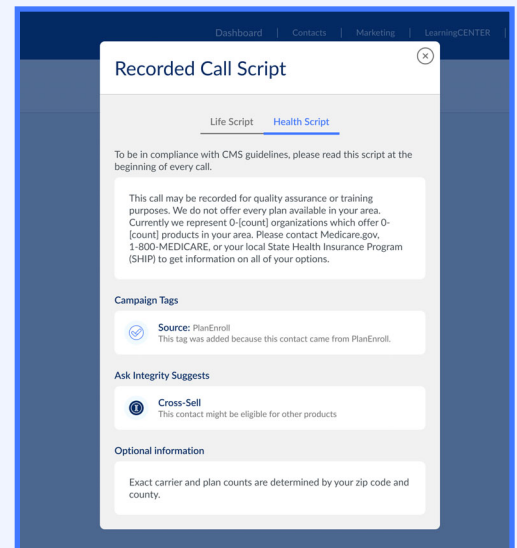 Dashboard | Contacts | Marketing | LearningCENTER |
Recorded Call Script
Life Script Health Script
To be in compliance with CMS guidelines, please read this script at the
beginning of every call.
This call may be recorded for quality assurance or training
purposes. We do not offer every plan available in your area.
Currently we represent 0-[count] organizations which offer 0-
[count] products in your area. Please contact Medicare.gov,
1-800-MEDICARE, or your local State Health Insurance Program
(SHIP) to get information on all of your options.
Campaign Tags
Source: PlanEnroll
This tag was added because this contact came from PlanEnroll.
Ask Integrity Suggests
Cross-Sell
This contact might be eligible for other products
Optional information
Exact carrier and plan counts are determined by your zip code and
county.